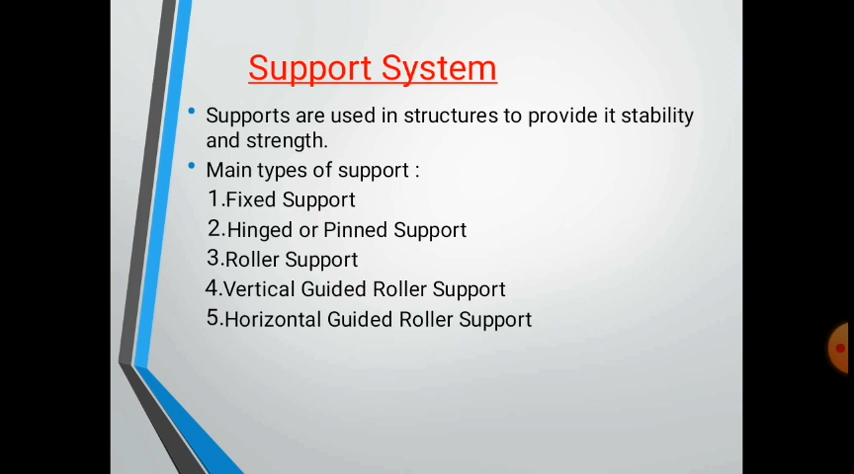 Support System
• Supports are used in structures to provide it stability
and strength.
• Main types of support :
1.Fixed Support
2.Hinged or Pinned Support
3.Roller Support
4.Vertical Guided Roller Support
5.Horizontal Guided Roller Support